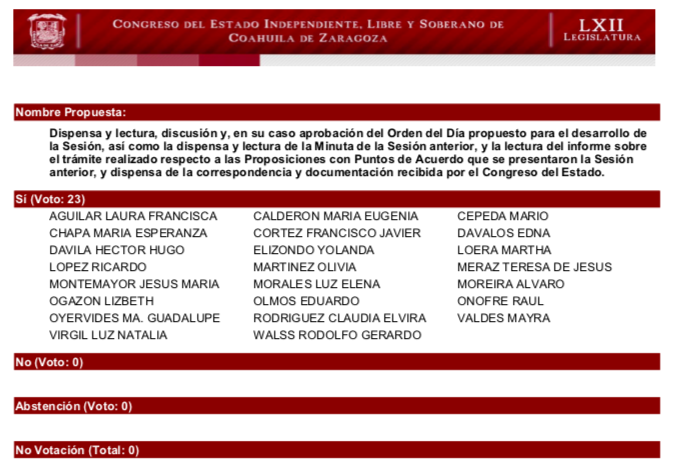 CONGRESO DEL ESTADO INDEPENDIENTE, LIBRE Y SOBERANO DE
COAHUILA DE ZARAGOZA
LXII
LEGISLATURA
Nombre Propuesta:
Dispensa y lectura, discusión y, en su caso aprobación del Orden del Día propuesto para el desarrollo de
la Sesión, así como la dispensa y lectura de la Minuta de la Sesión anterior, y la lectura del informe sobre
el trámite realizado respecto a las Proposiciones con Puntos de Acuerdo que se presentaron la Sesión
anterior, y dispensa de la correspondencia y documentación recibida por el Congreso del Estado.
Sí (Voto: 23)
AGUILAR LAURA FRANCISCA CALDERON MARIA EUGENIA CEPEDA MARIO
CHAPA MARIA ESPERANZA CORTEZ FRANCISCO JAVIER DAVALOS EDNA
DAVILA HECTOR HUGO ELIZONDO YOLANDA LOERA MARTHA
LOPEZ RICARDO MARTINEZ OLIVIA MERAZ TERESA DE JESUS
MONTEMAYOR JESUS MARIA MORALES LUZ ELENA MOREIRA ALVARO
OGAZON LIZBETH OLMOS EDUARDO ONOFRE RAUL
OYERVIDES MA. GUADALUPE RODRIGUEZ CLAUDIA ELVIRA VALDES MAYRA
VIRGIL LUZ NATALIA WALSS RODOLFO GERARDO
No (Voto: 0)
Abstención (Voto: 0)
No Votación (Total: 0)